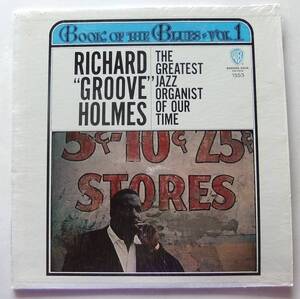 BOOK OF THE BLUES · VOL. 1
RICHARD
"GROOVE"
HOLMES
THE
GREATEST
JAZZ
ORGANIST
OF OUR
TIME
1553
5¢-10¢ 25¢
STORES